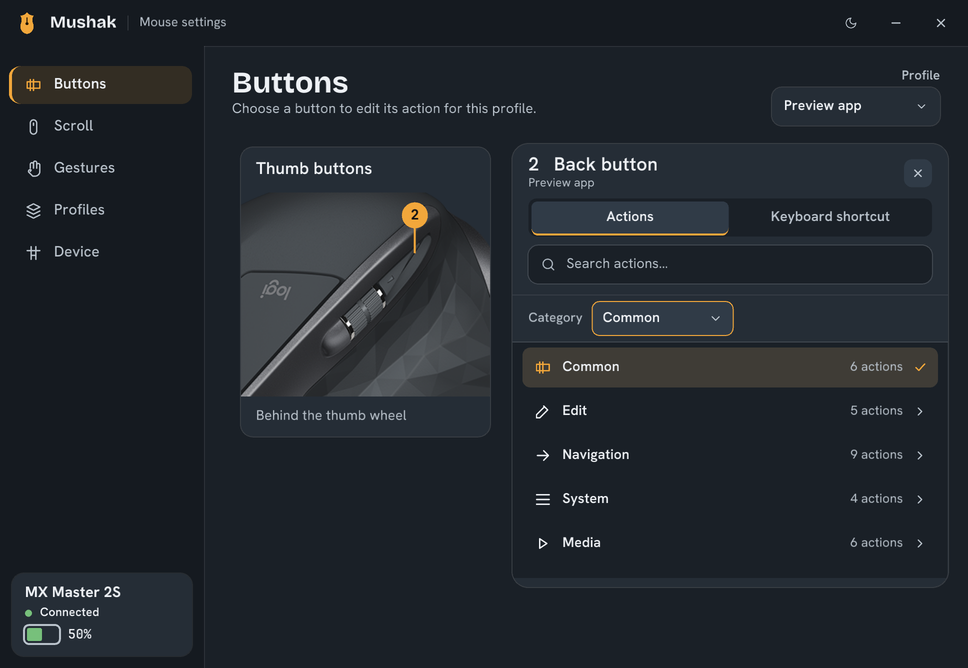 Mushak
Mouse settings
Buttons
Scroll
Gestures
Profiles
Device
MX Master 2S
Connected
50%
Buttons
Choose a button to edit its action for this profile.
Profile
Preview app
Thumb buttons
2
logi
Behind the thumb wheel
2 Back button
Preview app
Actions
Keyboard shortcut
Search actions...
Category
Common
Common 6 actions
Edit 5 actions
Navigation 9 actions
System 4 actions
Media 6 actions